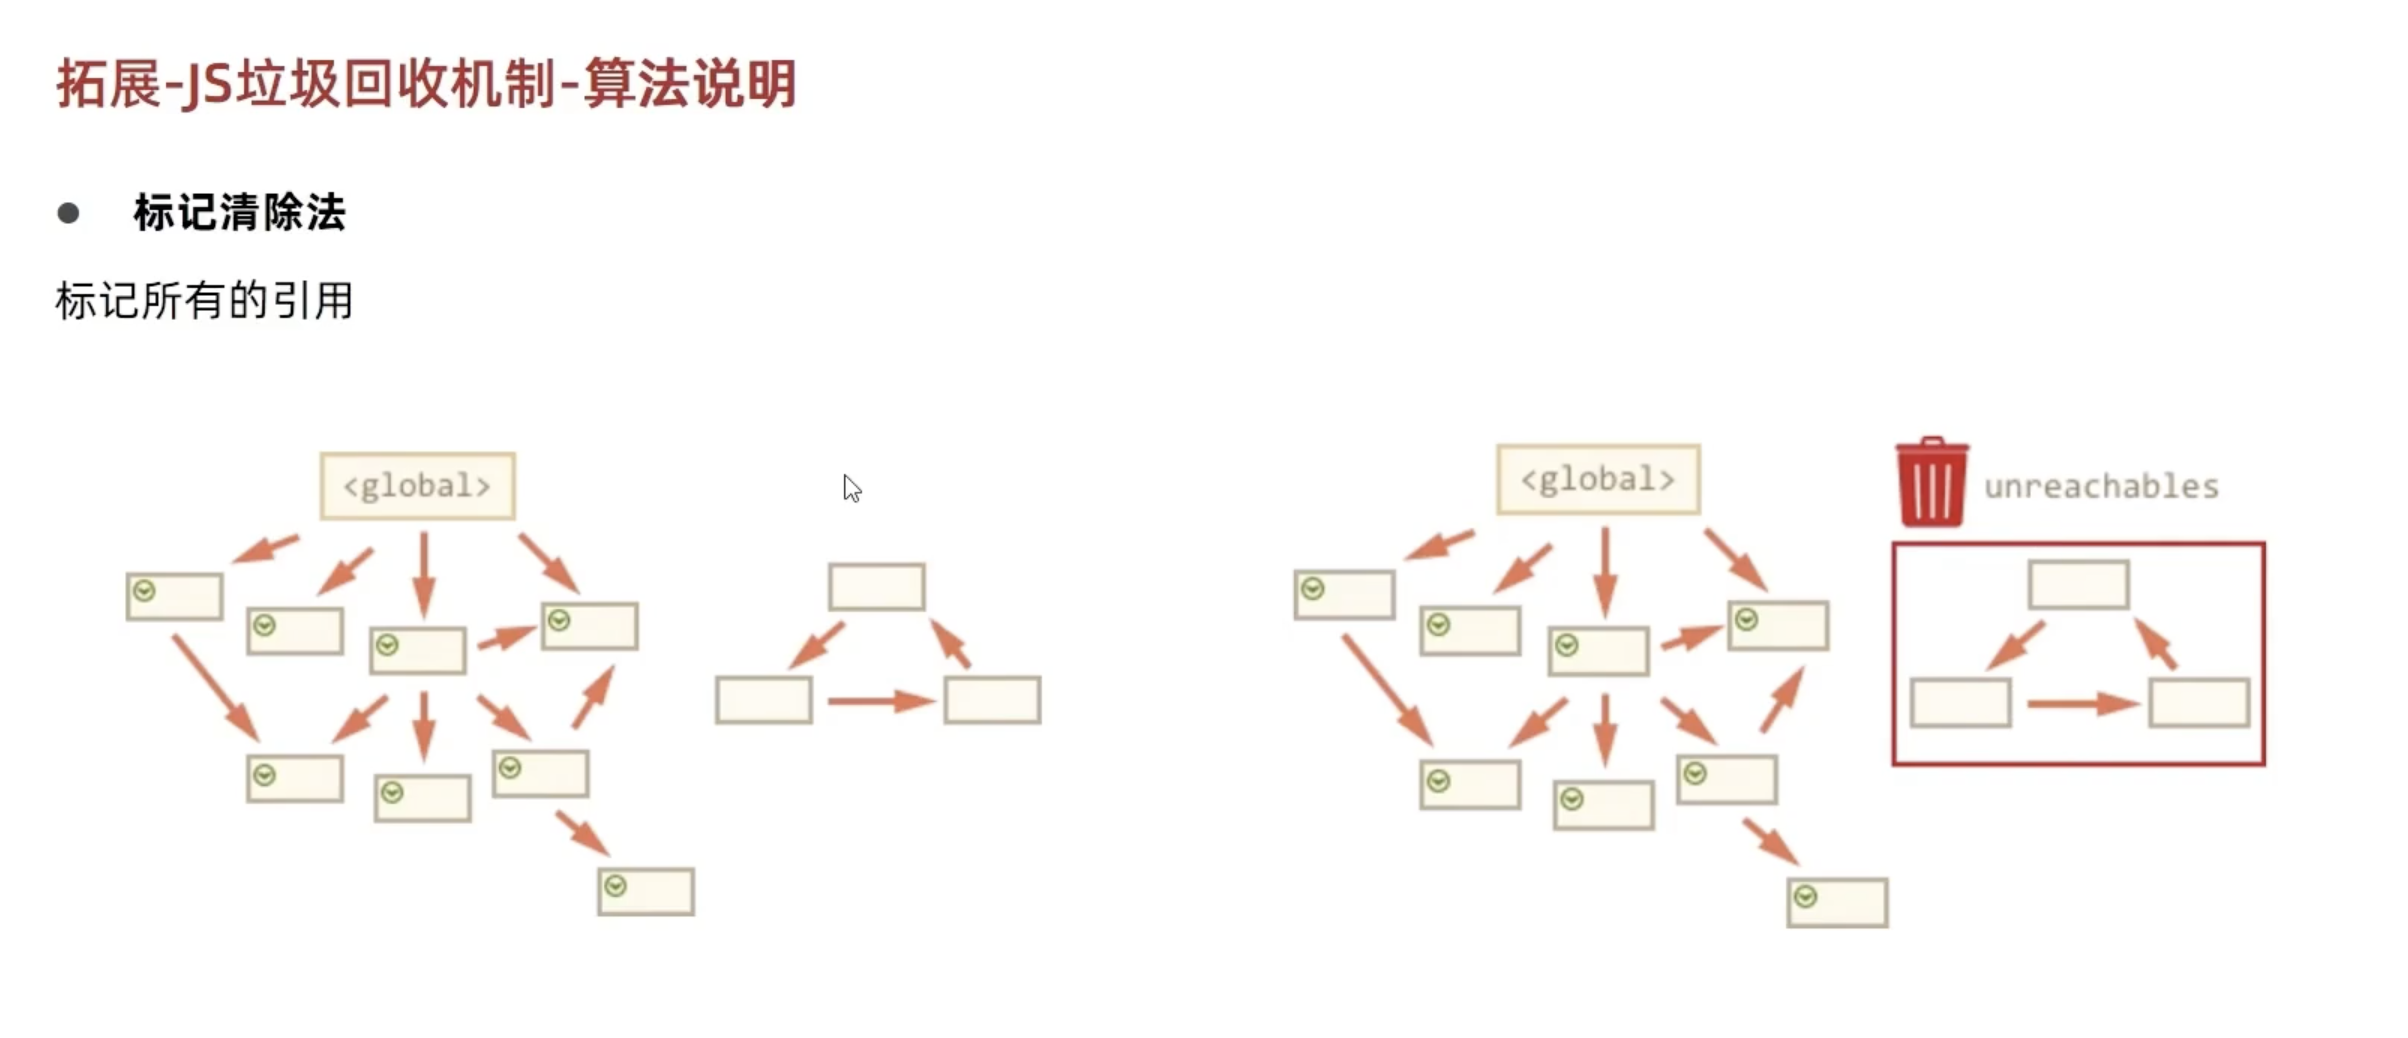 拓展-JS垃圾回收机制-算法说明
标记清除法
标记所有的引用
<global>
<global>
unreachables